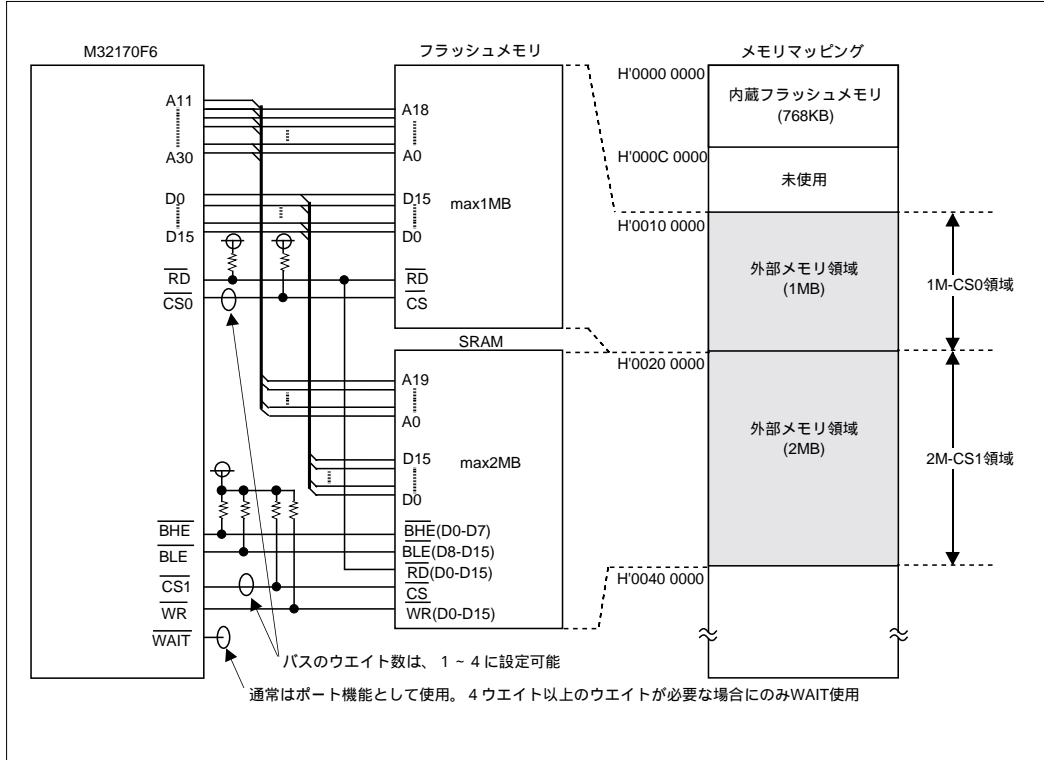 M32170F6
A11
A30
D0
D15
RD
CS0
BHE
BLE
CS1
WR
WAIT
フラッシュメモリ
A18
A0
D15
D0
max1MB
RD
CS
SRAM
A19
A0
D15
D0
max2MB
BHE(D0-D7)
BLE(D8-D15)
RD(D0-D15)
CS
WR(D0-D15)
メモリマッピング
H'0000 0000
内蔵フラッシュメモリ
(768KB)
H'000C 0000
未使用
H'0010 0000
外部メモリ領域
(1MB)
1M-CS0領域
H'0020 0000
外部メモリ領域
(2MB)
2M-CS1領域
H'0040 0000
バスのウエイト数は、1~4に設定可能
通常はポート機能として使用。4ウエイト以上のウエイトが必要な場合にのみWAIT使用